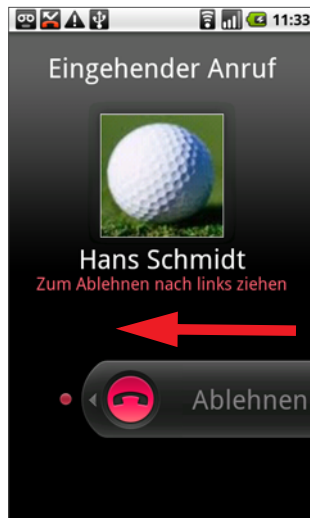 11:33
Eingehender Anruf
Hans Schmidt
Zum Ablehnen nach links ziehen
Ablehnen